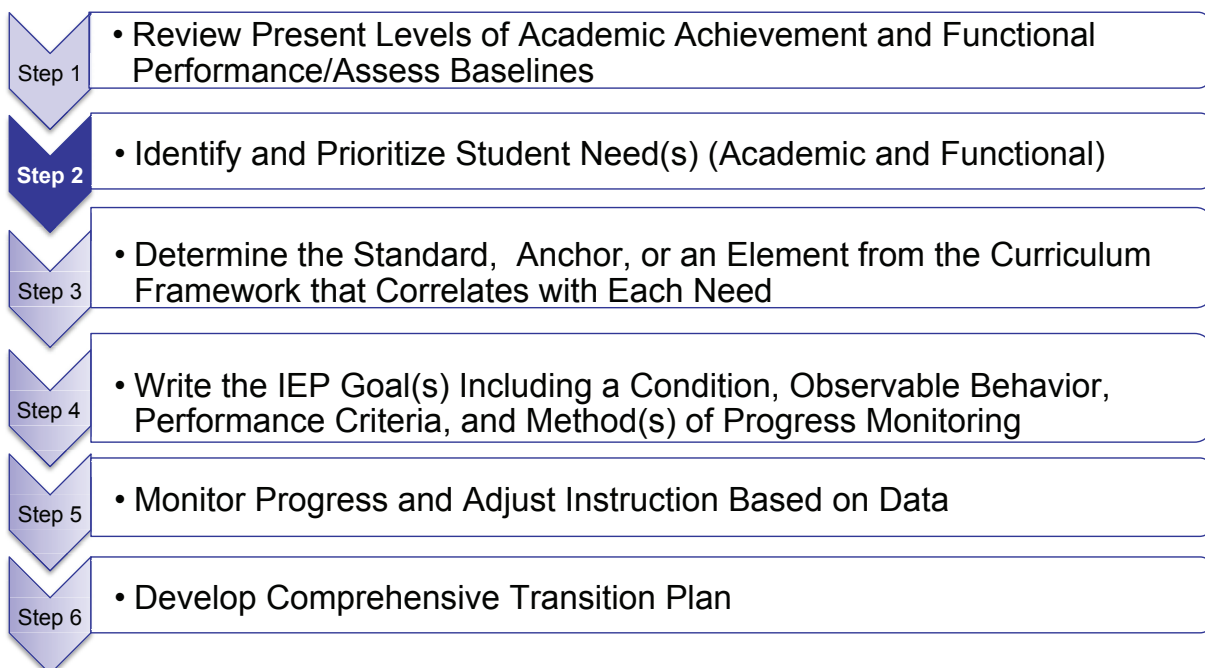 Step 1
• Review Present Levels of Academic Achievement and Functional
Performance/Assess Baselines
Step 2
• Identify and Prioritize Student Need(s) (Academic and Functional)
Step 3
• Determine the Standard, Anchor, or an Element from the Curriculum
Framework that Correlates with Each Need
Step 4
• Write the IEP Goal(s) Including a Condition, Observable Behavior,
Performance Criteria, and Method(s) of Progress Monitoring
Step 5
• Monitor Progress and Adjust Instruction Based on Data
Step 6
• Develop Comprehensive Transition Plan